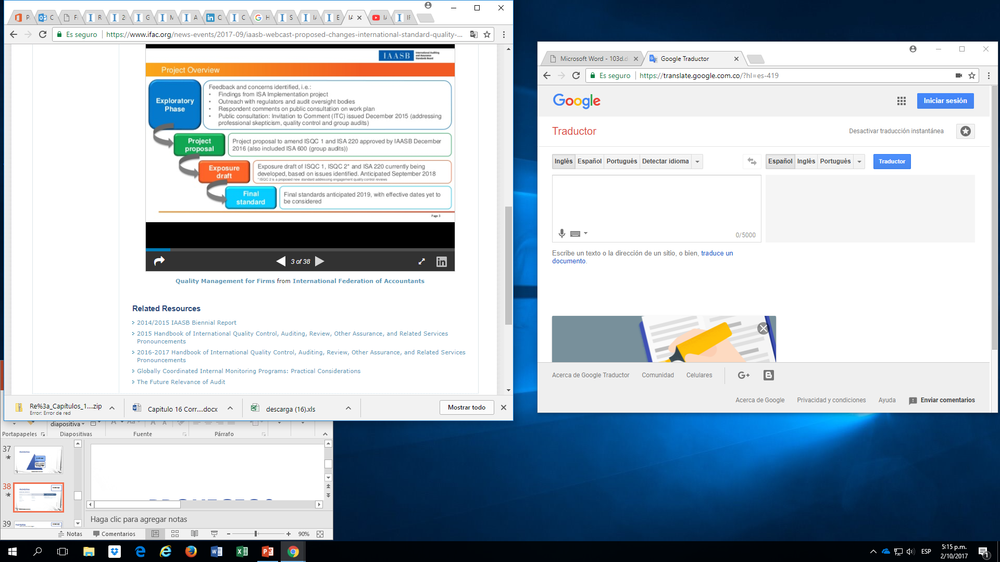 Es seguro
https://www.ifac.org/news-events/2017-09/iaasb-webcast-proposed-changes-international-standard-quality-...
IAASB
International Auditing
and Assurance
Standards Board
Project Overview
Exploratory
Phase
Feedback and concerns identified, i.e.:
• Findings from ISA Implementation project
• Outreach with regulators and audit oversight bodies
• Respondent comments on public consultation on work plan
• Public consultation: Invitation to Comment (ITC) issued December 2015 (addressing
professional skepticism, quality control and group audits)
Project
proposal
Project proposal to amend ISQC 1 and ISA 220 approved by IAASB December
2016 (also included ISA 600 (group audits))
Exposure
draft
Exposure draft of ISQC 1, ISQC 2* and ISA 220 currently being
developed, based on issues identified. Anticipated September 2018
* ISQC 2 is a proposed new standard addressing engagement quality control reviews
Final
standard
Final standards anticipated 2019, with effective dates yet to
be considered
Page 3
3 of 38
in
Quality Management for Firms from International Federation of Accountants
Related Resources
2014/2015 IAASB Biennial Report
2015 Handbook of International Quality Control, Auditing, Review, Other Assurance, and Related Services
Pronouncements
2016-2017 Handbook of International Quality Control, Auditing, Review, Other Assurance, and Related Services
Pronouncements
Globally Coordinated Internal Monitoring Programs: Practical Considerations
The Future Relevance of Audit
Re%3a_Capítulos_1....zip
Error: Error de red
Capitulo 16 Corr....docx
descarga (16).xls
Mostrar todo
diapositiva
Portapapeles
Diapositivas
Fuente
Párrafo
37
38
39
Haga clic para agregar notas
Notas
Comentarios
90%
Microsoft Word - 103d.d
Google Traductor
Es seguro
https://translate.google.com.co/?hl=es-419
Google
Iniciar sesión
Traductor
Desactivar traducción instantánea
Inglés Español Portugués Detectar idioma
Español Inglés Portugués
Traductor
0/5000
Escribe un texto o la dirección de un sitio, o bien, traduce un
documento.
Acerca de Google Traductor Comunidad Celulares
G+
Acerca de Google Privacidad y condiciones Ayuda Enviar comentarios
ESP
5:15 p.m.
2/10/2017
1